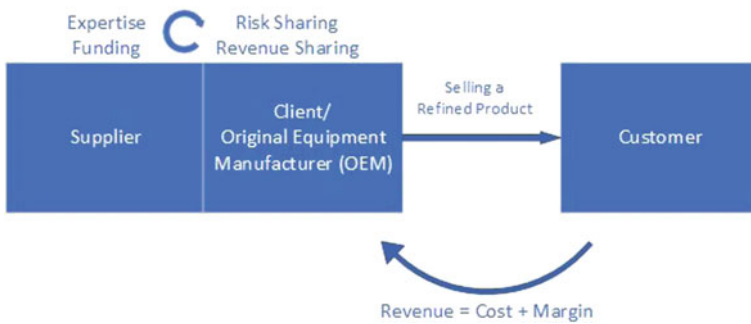 Expertise
Funding
Risk Sharing
Revenue Sharing
Supplier
Client/
Original Equipment
Manufacturer (OEM)
Selling a
Refined Product
Customer
Revenue = Cost + Margin